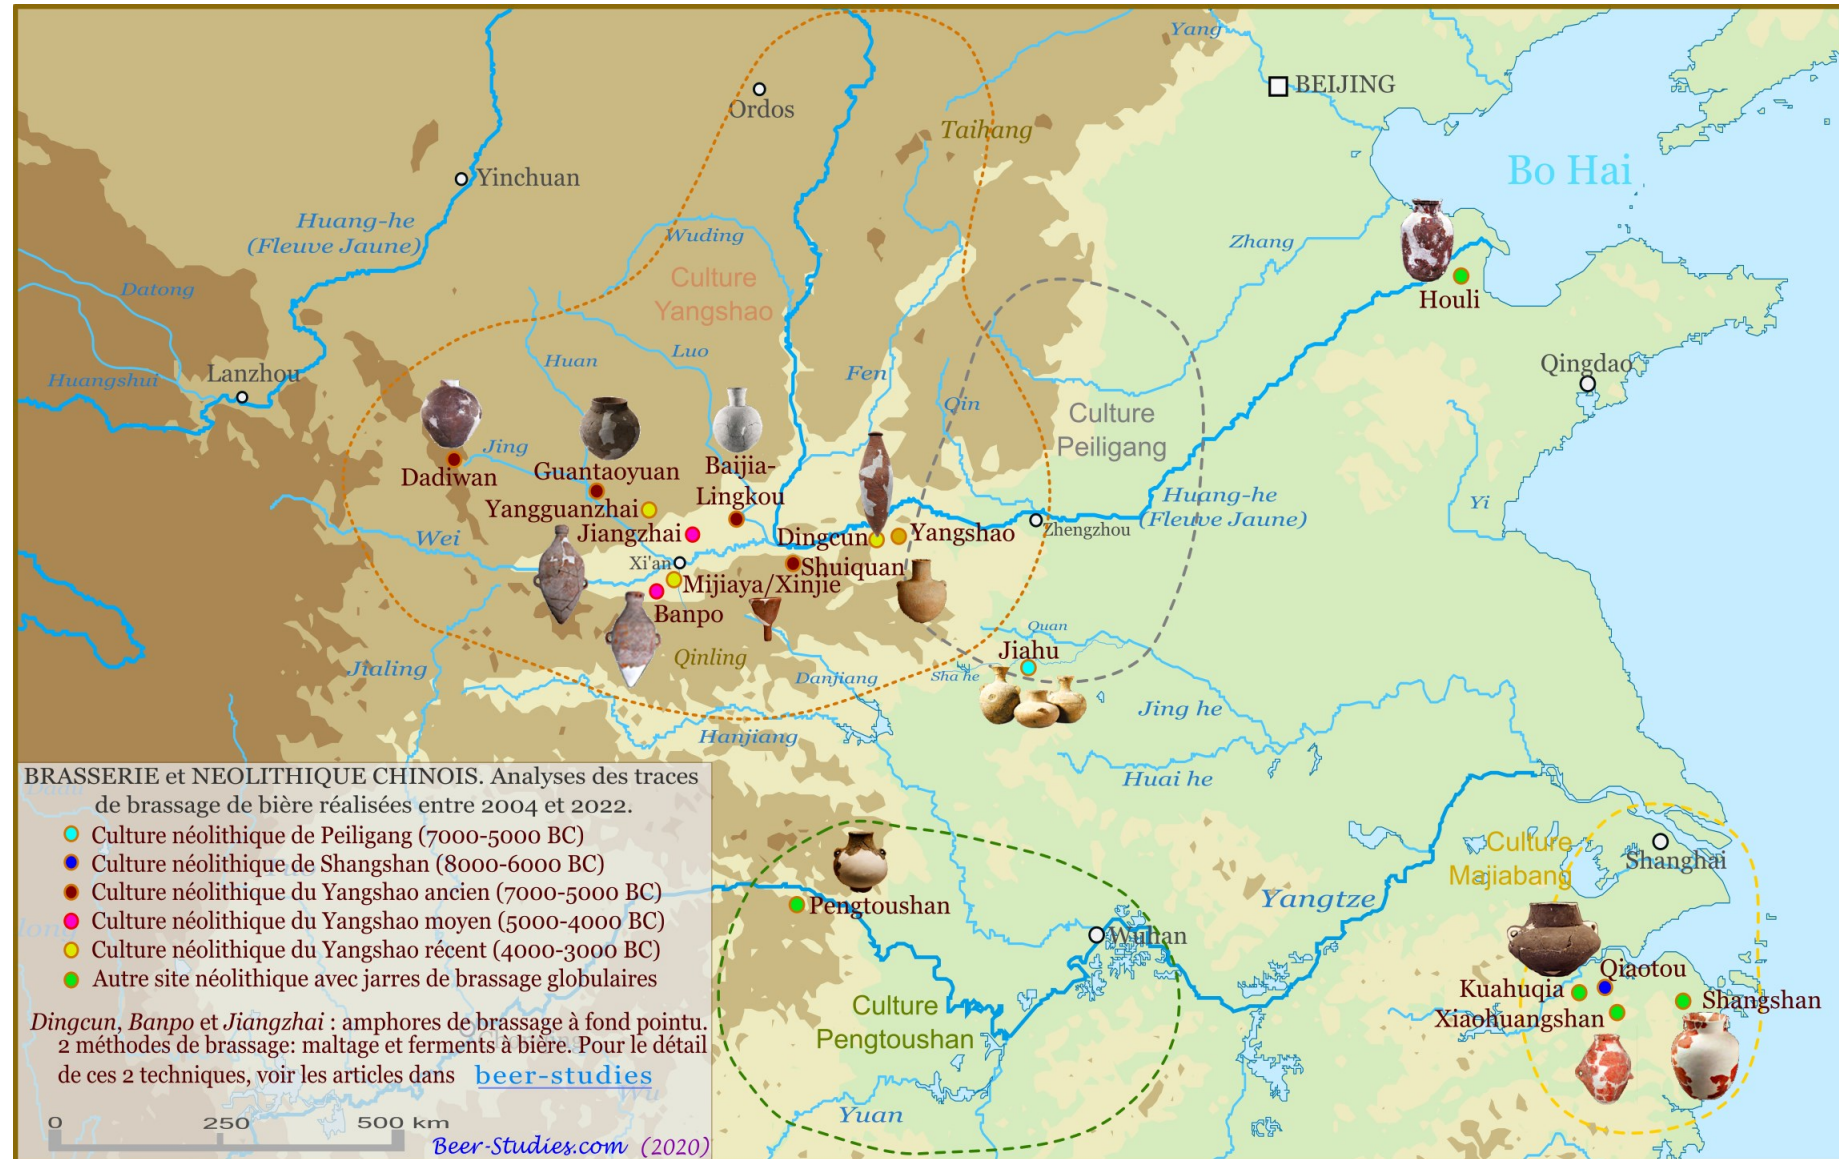 Yang
BEIJING
Ordos
Taihang
Bo Hai
Yinchuan
Huang-he
(Fleuve Jaune)
Wuding
Zhang
Culture
Yangshao
Datong
Houli
Huan
Luo
Fen
Qin
Lanzhou
Huangshui
Qingdao
Culture
Peiligang
Jing
Dadiwan
Guantaoyuan
Baijia-
Lingkou
Yangguanzhai
Jiangzhai
Huang-he
(Fleuve Jaune)
Yi
Wei
Dingcun
Yangshao
Zhengzhou
Xi'an
Shuiquan
Mijiaya/Xinjie
Banpo
Quan
Jiahu
Qinling
Jialing
Danjiang
Sha he
Jing he
Hanjiang
Huai he
BRASSERIE et NEOLITHIQUE CHINOIS. Analyses des traces
de brassage de bière réalisées entre 2004 et 2022.
Culture néolithique de Peiligang (7000-5000 BC)
Culture néolithique de Shangshan (8000-6000 BC)
Culture néolithique du Yangshao ancien (7000-5000 BC)
Culture néolithique du Yangshao moyen (5000-4000 BC)
Culture néolithique du Yangshao récent (4000-3000 BC)
Autre site néolithique avec jarres de brassage globulaires
Dingcun, Banpo et Jiangzhai : amphores de brassage à fond pointu.
2 méthodes de brassage: maltage et ferments à bière. Pour le détail
de ces 2 techniques, voir les articles dans beer-studies
0 250 500 km
Beer-Studies.com (2020)
Culture
Majiabang
Shanghai
Pengtoushan
Yangtze
Wuhan
Qiaotou
Kuahuqia
Shangshan
Xiaohuangshan
Culture
Pengtoushan
Yuan
Wu